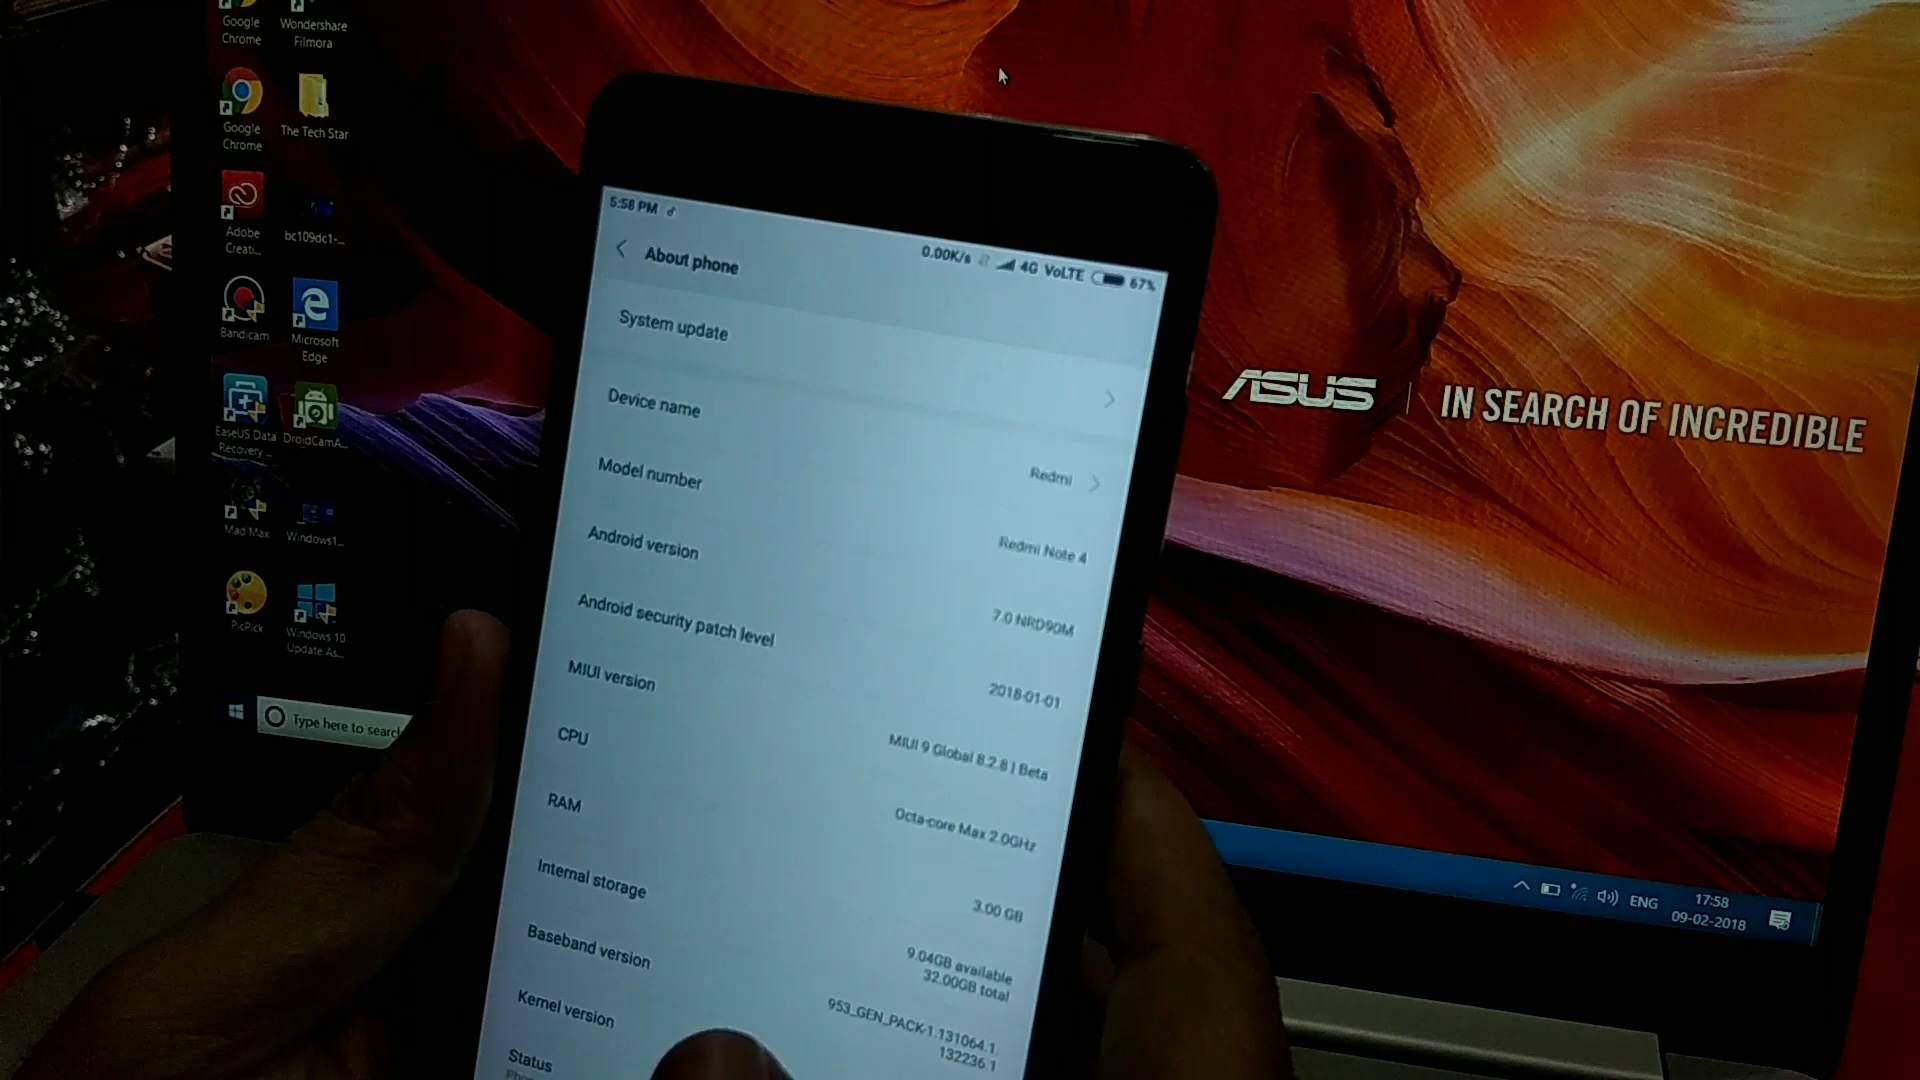 Google
Chrome
Wondershare
Filmora
Google
Chrome
The Tech Star
Adobe
Creati...
bc109dc1-...
Bandicam
Microsoft
Edge
EaseUS Data
Recovery ...
DroidCamA...
Mad Max
Windows1...
PicPick
Windows 10
Update As...
Type here to search
5:58 PM
0.00K/s 4G VoLTE 67%
About phone
System update
Device name
Redmi
Model number
Redmi Note 4
Android version
7.0 NRD90M
Android security patch level
2018-01-01
MIUI version
MIUI 9 Global 8.2.8 | Beta
CPU
Octa-core Max 2.0GHz
RAM
3.00 GB
Internal storage
9.04GB available
32.00GB total
Baseband version
953_GEN_PACK-1.131064.1.
132236.1
Kernel version
Status
ASUS | IN SEARCH OF INCREDIBLE
ENG
17:58
09-02-2018